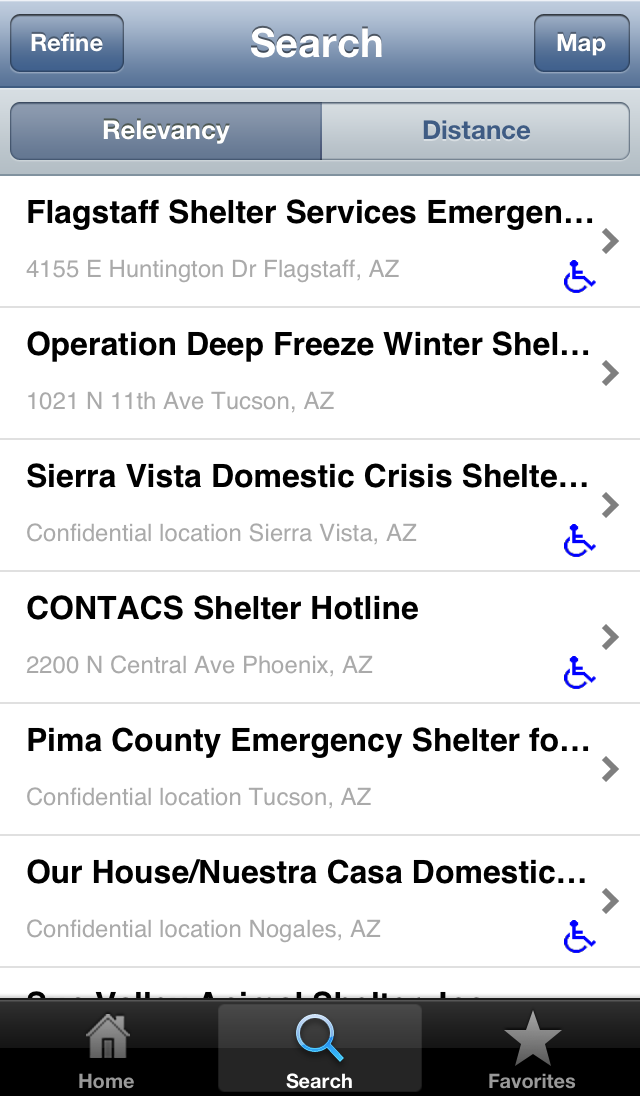 Refine
Search
Map
Relevancy
Distance
Flagstaff Shelter Services Emergen...
4155 E Huntington Dr Flagstaff, AZ
Operation Deep Freeze Winter Shel...
1021 N 11th Ave Tucson, AZ
Sierra Vista Domestic Crisis Shelte...
Confidential location Sierra Vista, AZ
CONTACS Shelter Hotline
2200 N Central Ave Phoenix, AZ
Pima County Emergency Shelter fo...
Confidential location Tucson, AZ
Our House/Nuestra Casa Domestic...
Confidential location Nogales, AZ
Valley Animal Shelter
Home
Search
Favorites